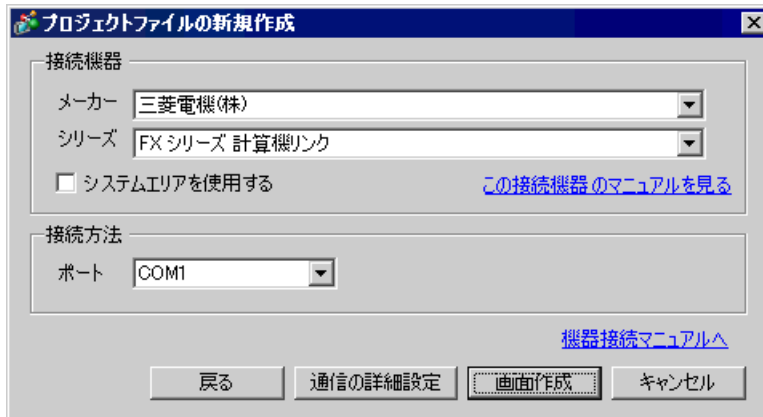 プロジェクトファイルの新規作成
接続機器
メーカー 三菱電機(株)
シリーズ FX シリーズ 計算機リンク
システムエリアを使用する この接続機器のマニュアルを見る
接続方法
ポート COM1
機器接続マニュアルへ
戻る 通信の詳細設定 画面作成 キャンセル